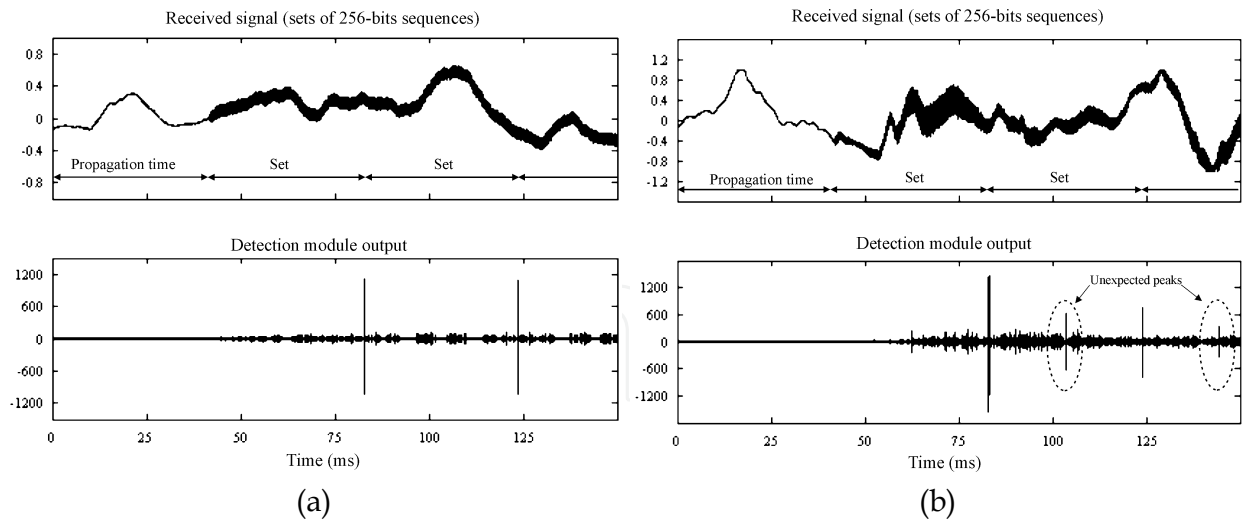 (a)
Received signal (sets of 256-bits sequences)
0.8
0.4
0
-0.4
-0.8
Propagation time
Set
Set
Detection module output
1200
600
0
-600
-1200
0 25 50 75 100 125
Time (ms)
(a)
(b)
Received signal (sets of 256-bits sequences)
1.2
0.8
0.4
0
-0.4
-0.8
-1.2
Propagation time
Set
Set
Detection module output
1200
600
0
-600
-1200
Unexpected peaks
0 25 50 75 100 125
Time (ms)
(b)